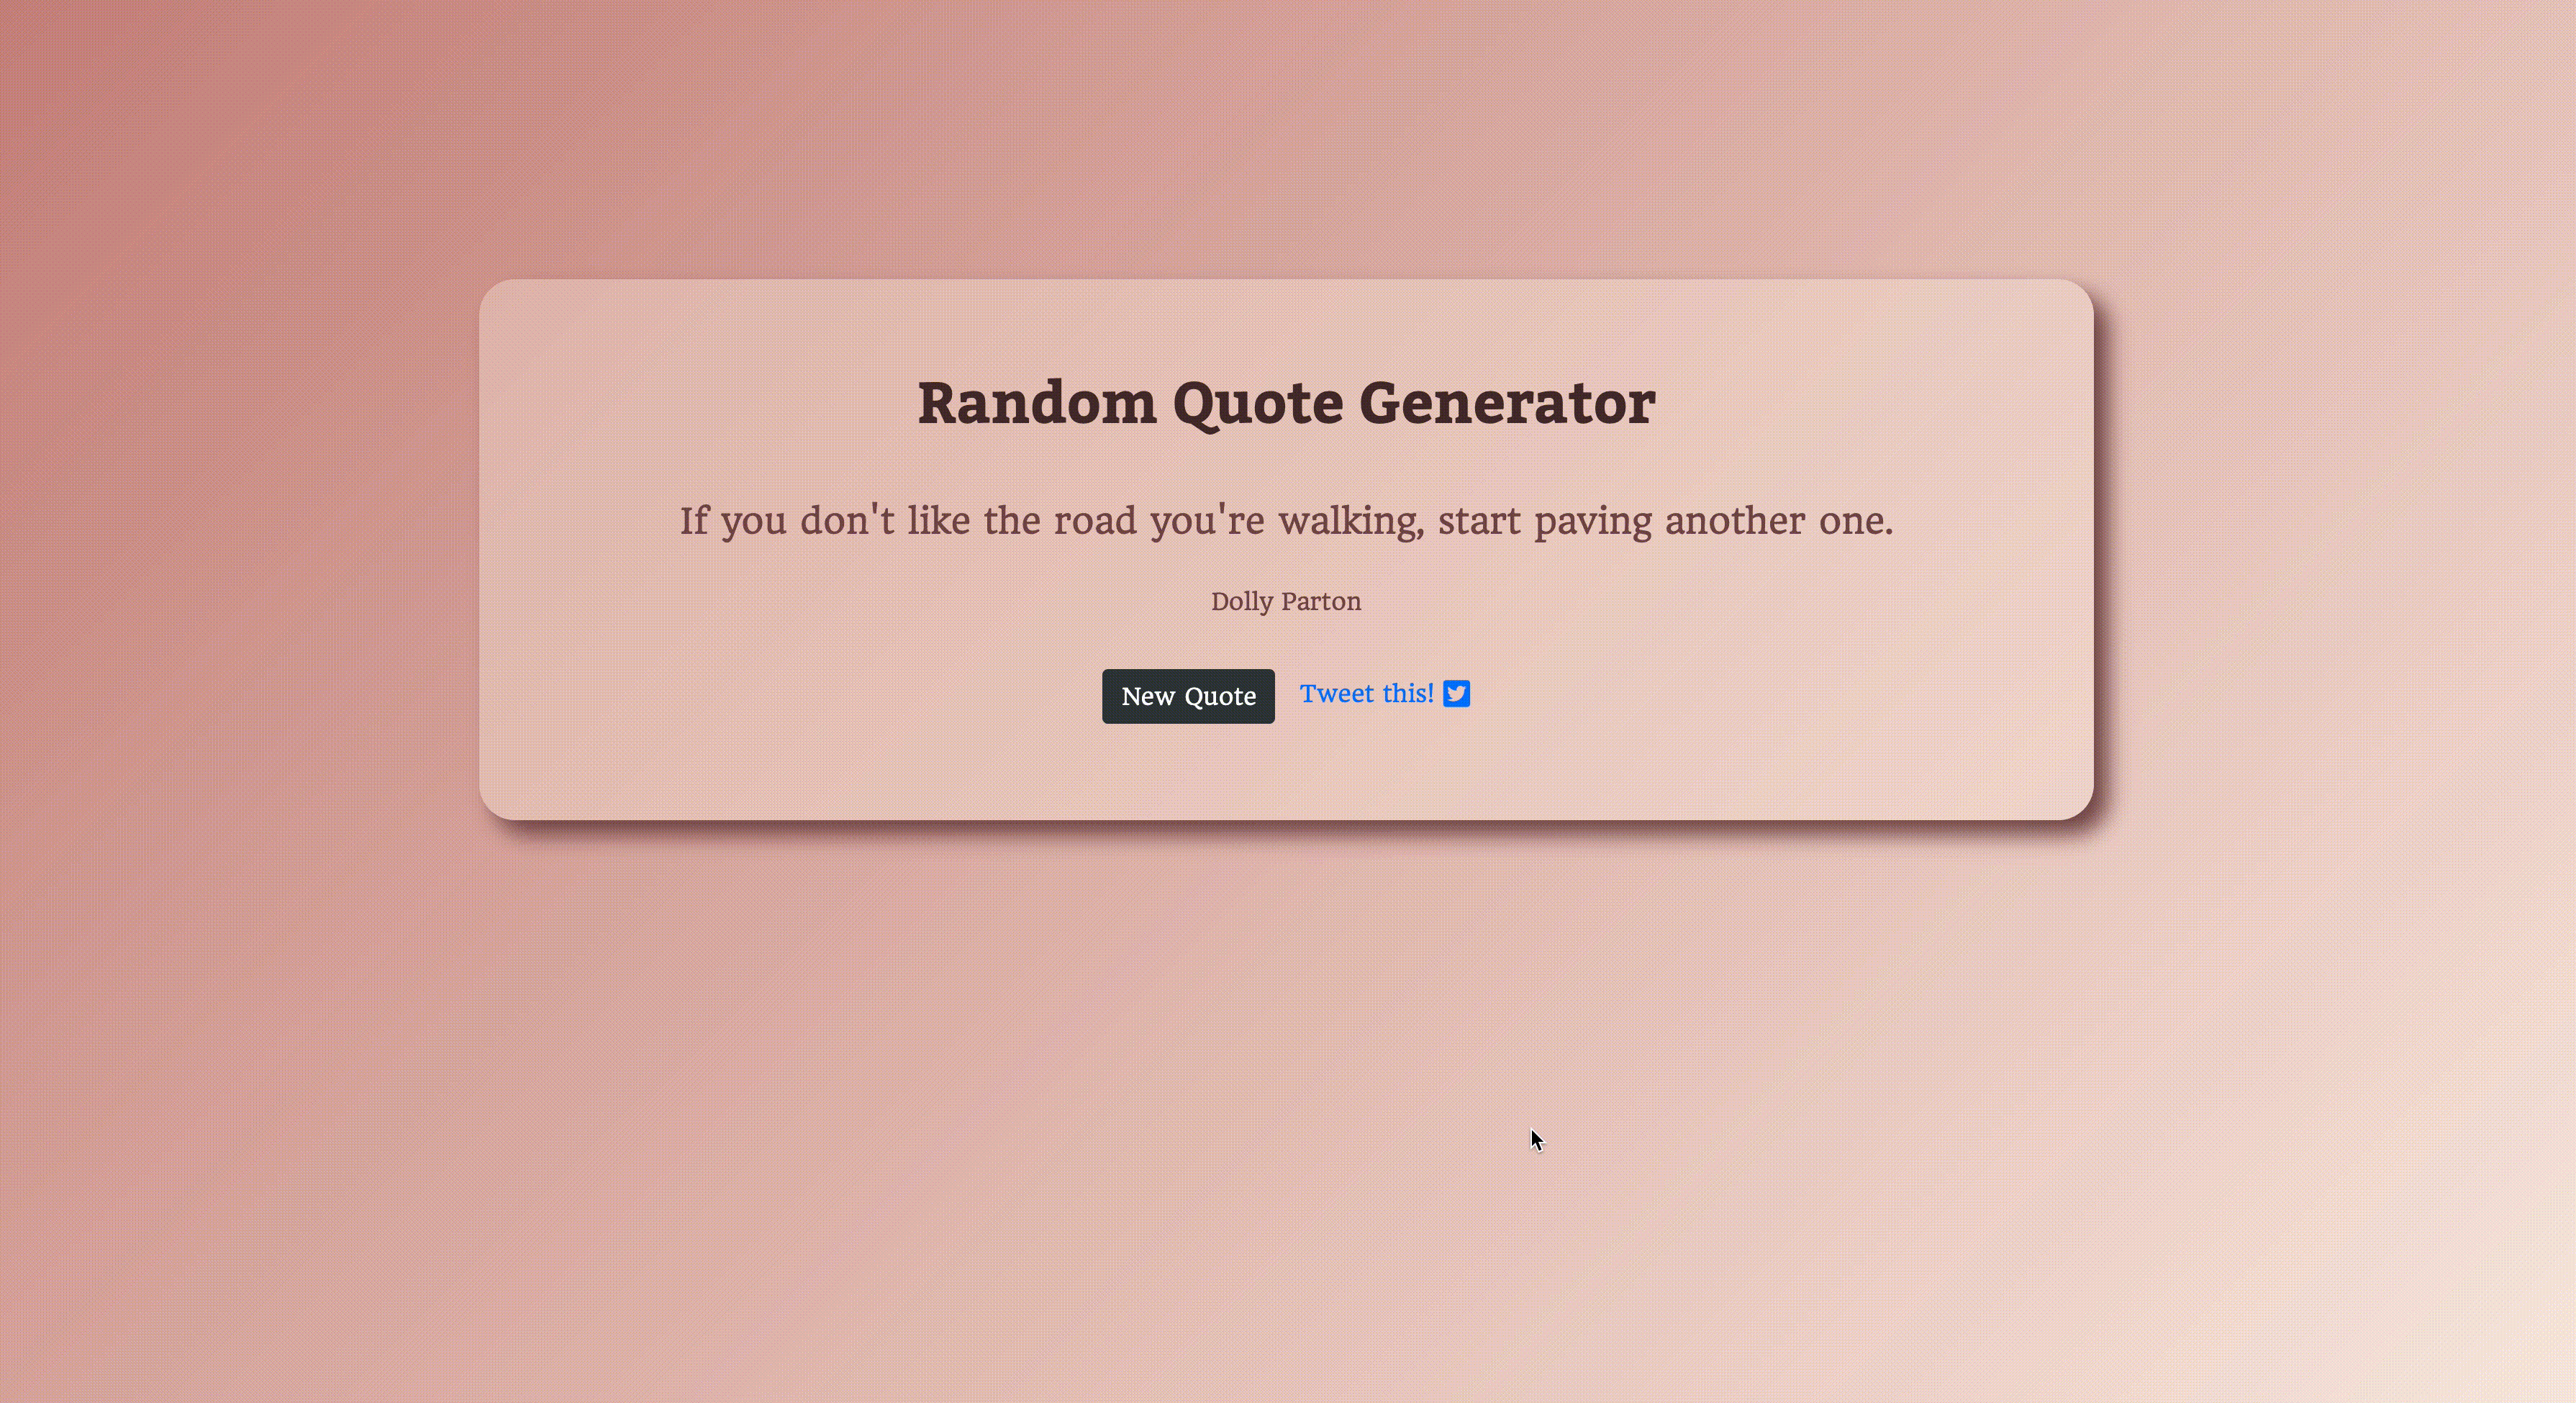 Random Quote Generator
If you don't like the road you're walking, start paving another one.
Dolly Parton
New Quote Tweet this!